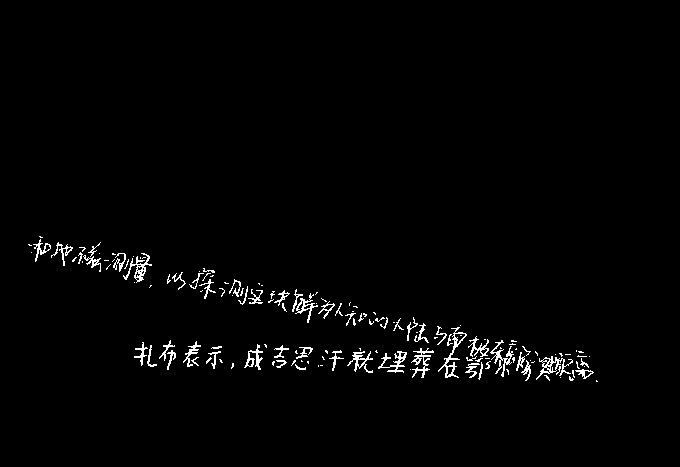 和地磁测量，以探测这块鲜为人知的大陆与南极
扎布表示，成吉思汗就埋葬在鄂